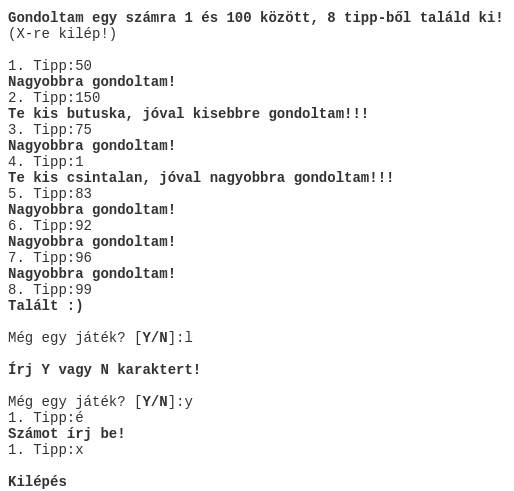 Gondoltam egy számra 1 és 100 között, 8 tipp-ből találd ki!
(X-re kilép!)
1. Tipp:50
Nagyobbra gondoltam!
2. Tipp:150
Te kis butuska, jóval kisebbre gondoltam!!!
3. Tipp:75
Nagyobbra gondoltam!
4. Tipp:1
Te kis csintalan, jóval nagyobbra gondoltam!!!
5. Tipp:83
Nagyobbra gondoltam!
6. Tipp:92
Nagyobbra gondoltam!
7. Tipp:96
Nagyobbra gondoltam!
8. Tipp:99
Talált :)
Még egy játék? [Y/N]:l
Írj Y vagy N karaktert!
Még egy játék? [Y/N]:y
1. Tipp:é
Számot írj be!
1. Tipp:x
Kilépés